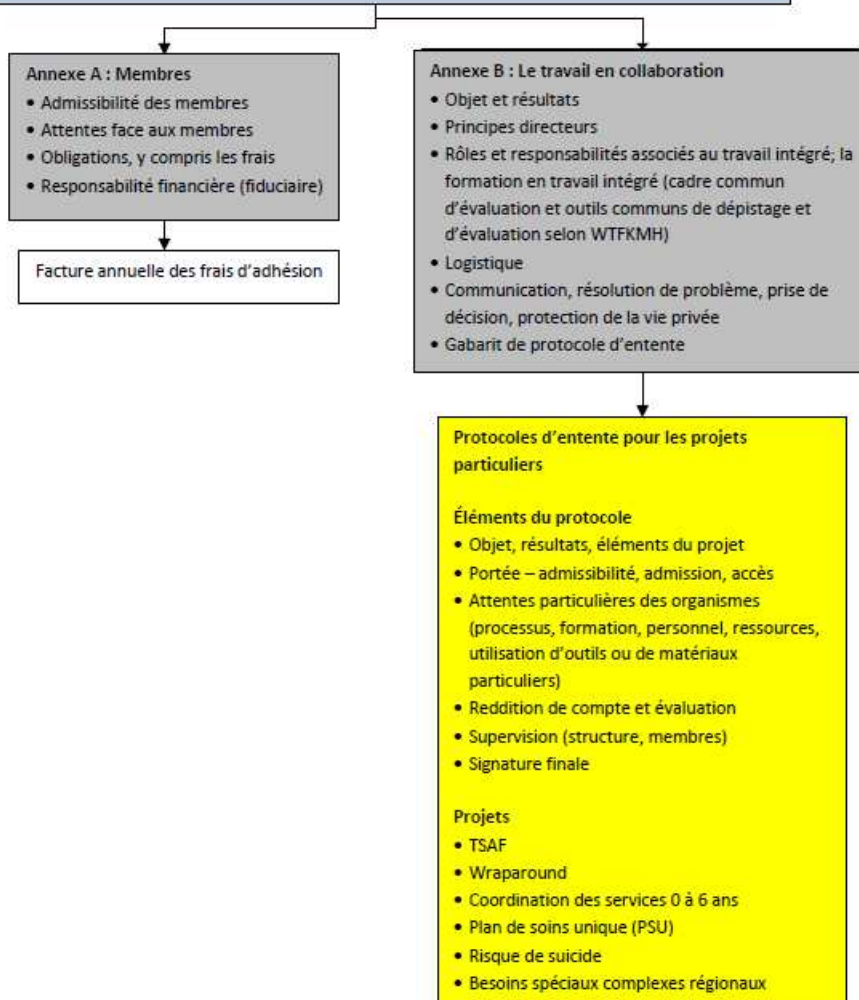 Annexe A : Membres
• Admissibilité des membres
• Attentes face aux membres
• Obligations, y compris les frais
• Responsabilité financière (fiduciaire)
Facture annuelle des frais d’adhésion
Annexe B : Le travail en collaboration
• Objet et résultats
• Principes directeurs
• Rôles et responsabilités associés au travail intégré; la
formation en travail intégré (cadre commun
d’évaluation et outils communs de dépistage et
d’évaluation selon WTFKMH)
• Logistique
• Communication, résolution de problème, prise de
décision, protection de la vie privée
• Gabarit de protocole d’entente
Protocoles d’entente pour les projets
particuliers
Éléments du protocole
• Objet, résultats, éléments du projet
• Portée – admissibilité, admission, accès
• Attentes particulières des organismes
(processus, formation, personnel, ressources,
utilisation d’outils ou de matériaux
particuliers)
• Reddition de compte et évaluation
• Supervision (structure, membres)
• Signature finale
Projets
• TSAF
• Wraparound
• Coordination des services 0 à 6 ans
• Plan de soins unique (PSU)
• Risque de suicide
• Besoins spéciaux complexes régionaux